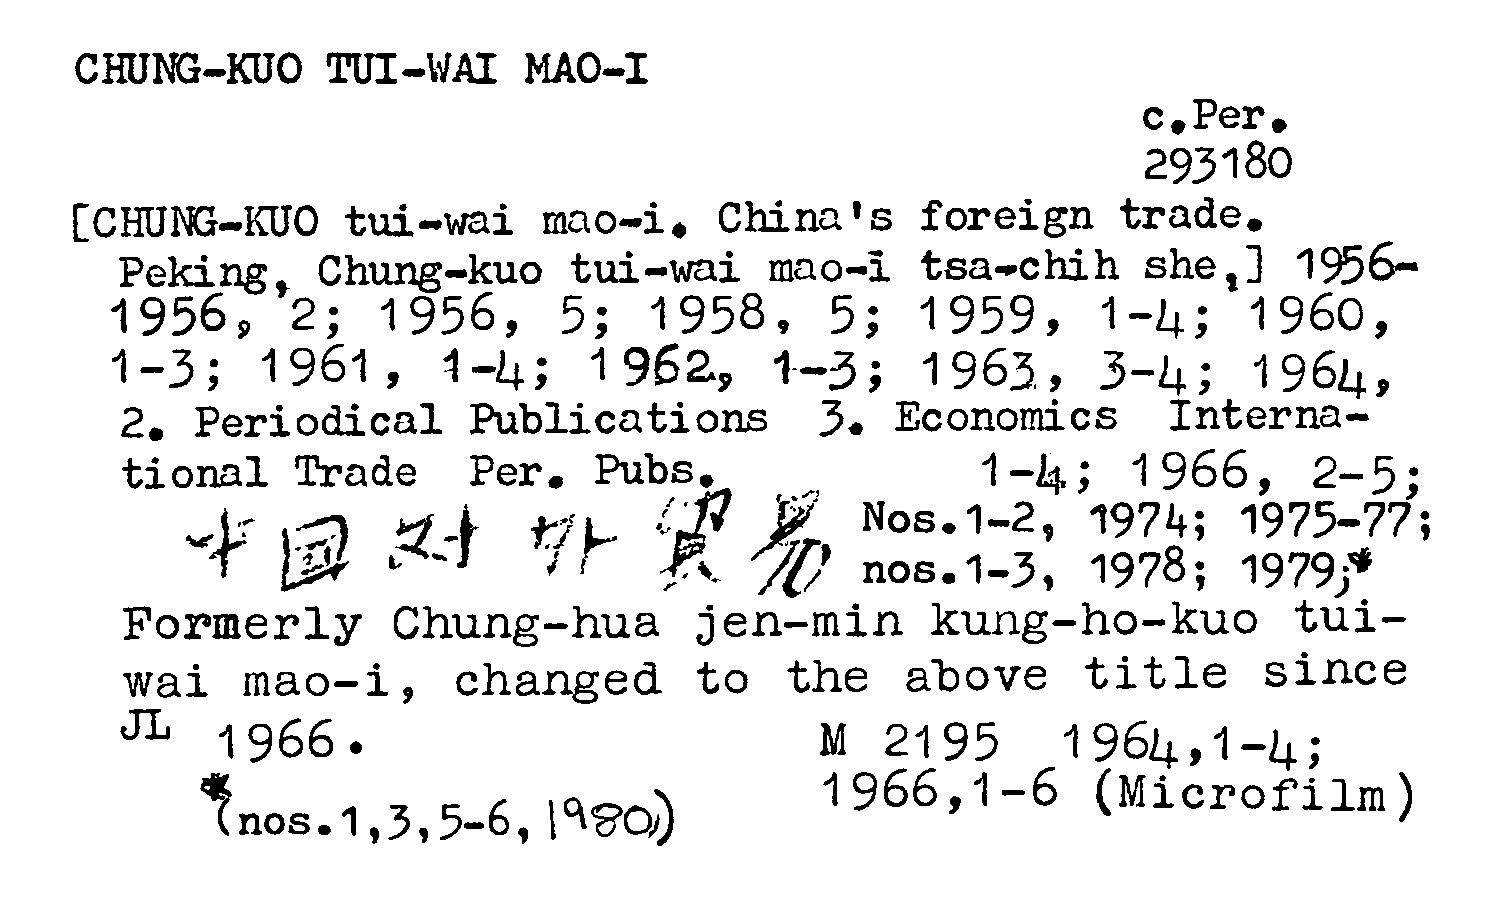 CHUNG-KUO TUI-WAI MAO-I
c.Per.
293180
[CHUNG-KUO tui-wai mao-i. China's foreign trade.
Peking, Chung-kuo tui-wai mao-i tsa-chih she,] 1956-
1956, 2; 1956, 5; 1958, 5; 1959, 1-4; 1960,
1-3; 1961, 1-4; 1962, 1-3; 1963, 3-4; 1964,
2. Periodical Publications 3. Economics Interna-
tional Trade Per. Pubs. 1-4; 1966, 2-5;
中國对外貿易 Nos.1-2, 1974; 1975-77;
nos.1-3, 1978; 1979;*
Formerly Chung-hua jen-min kung-ho-kuo tui-
wai mao-i, changed to the above title since
JL 1966. M 2195 1964,1-4;
1966,1-6 (Microfilm)
*(nos.1,3,5-6,1980,)